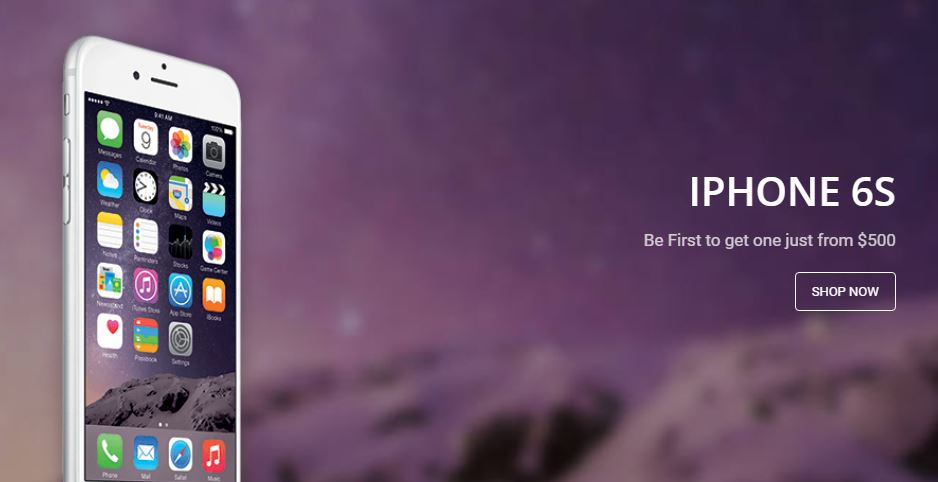 9:41 AM
100%
Messages
Calendar
Photos
Camera
Tuesday
9
Weather
Clock
Maps
Videos
Notes
Reminders
Stocks
Game Center
Newsstand
iTunes Store
App Store
iBooks
Health
Passbook
Settings
Phone
Mail
Safari
Music
IPHONE 6S
Be First to get one just from $500
SHOP NOW